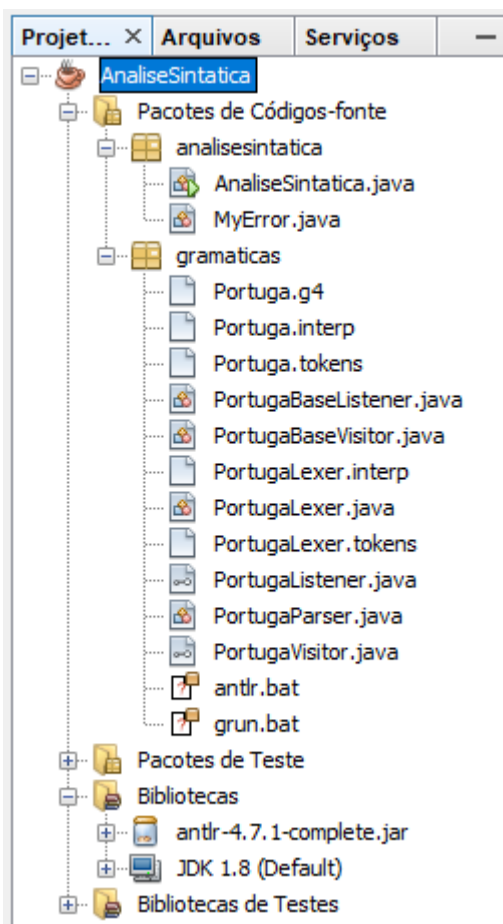 Projet... × Arquivos Serviços
AnaliseSintatica
Pacotes de Códigos-fonte
analisesintatica
AnaliseSintatica.java
MyError.java
gramaticas
Portuga.g4
Portuga.interp
Portuga.tokens
PortugaBaseListener.java
PortugaBaseVisitor.java
PortugaLexer.interp
PortugaLexer.java
PortugaLexer.tokens
PortugaListener.java
PortugaParser.java
PortugaVisitor.java
antlr.bat
grun.bat
Pacotes de Teste
Bibliotecas
antlr-4.7.1-complete.jar
JDK 1.8 (Default)
Bibliotecas de Testes